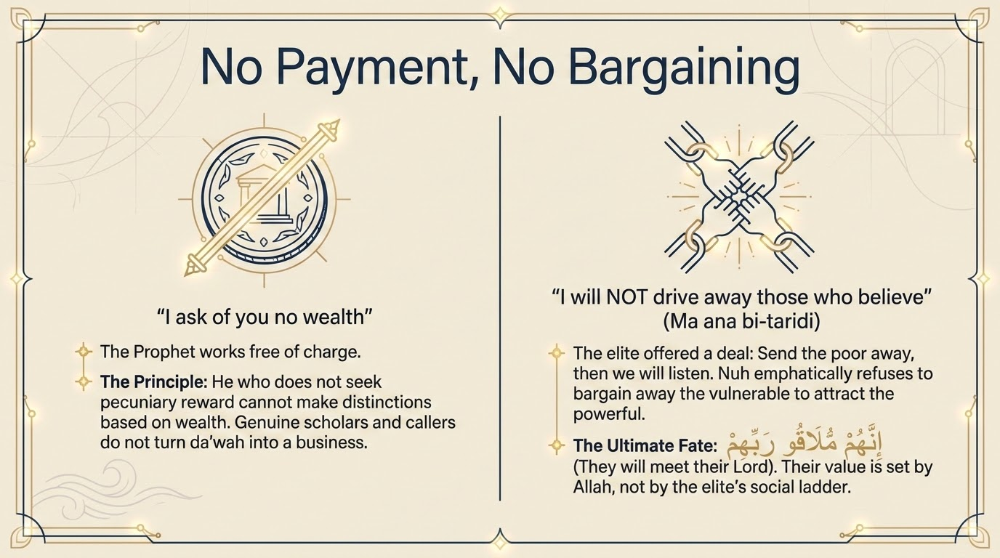 No Payment, No Bargaining
“I ask of you no wealth”
The Prophet works free of charge.
The Principle: He who does not seek
pecuniary reward cannot make distinctions
based on wealth. Genuine scholars and callers
do not turn da’wah into a business.
“I will NOT drive away those who believe”
(Ma ana bi-taridi)
The elite offered a deal: Send the poor away,
then we will listen. Nuh emphatically refuses to
bargain away the vulnerable to attract the
powerful.
The Ultimate Fate: إِنَّهُمْ مُّلَاقُو رَبِّهِمْ
(They will meet their Lord). Their value is set by
Allah, not by the elite’s social ladder.